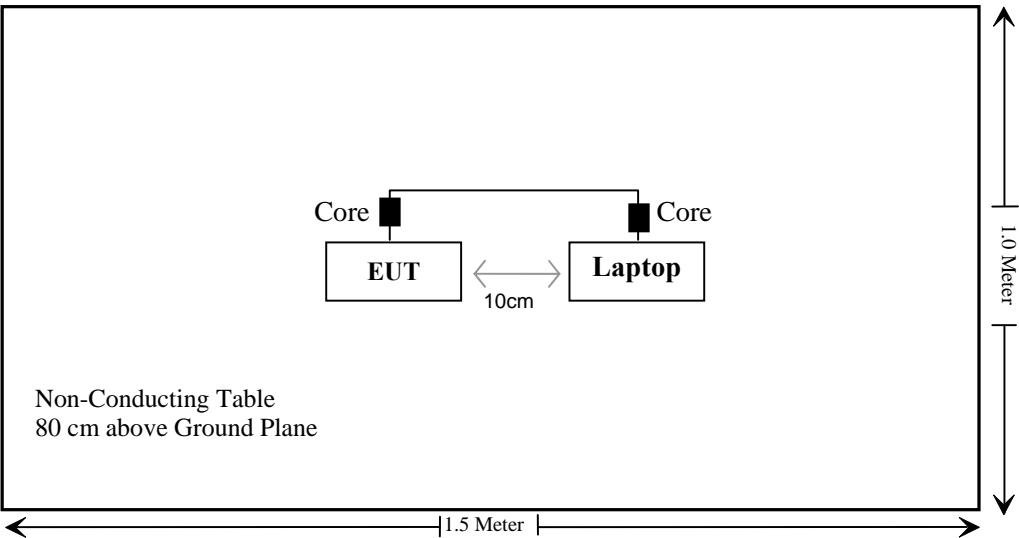 Core
Core
EUT
Laptop
10cm
1.0 Meter
Non-Conducting Table
80 cm above Ground Plane
1.5 Meter